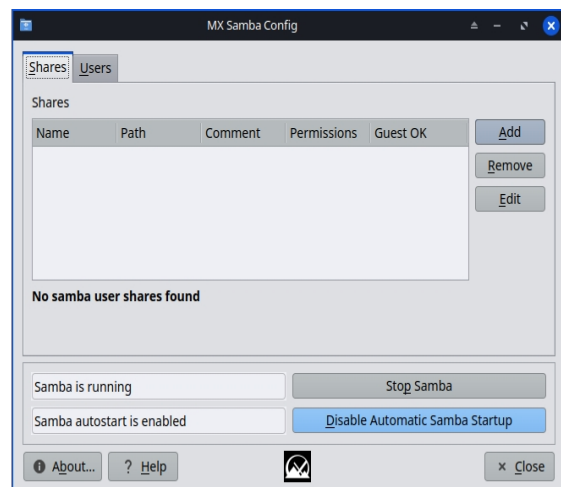 MX Samba Config
Shares Users
Shares
Name Path Comment Permissions Guest OK
Add
Remove
Edit
No samba user shares found
Samba is running
Stop Samba
Samba autostart is enabled
Disable Automatic Samba Startup
About... ? Help
Close